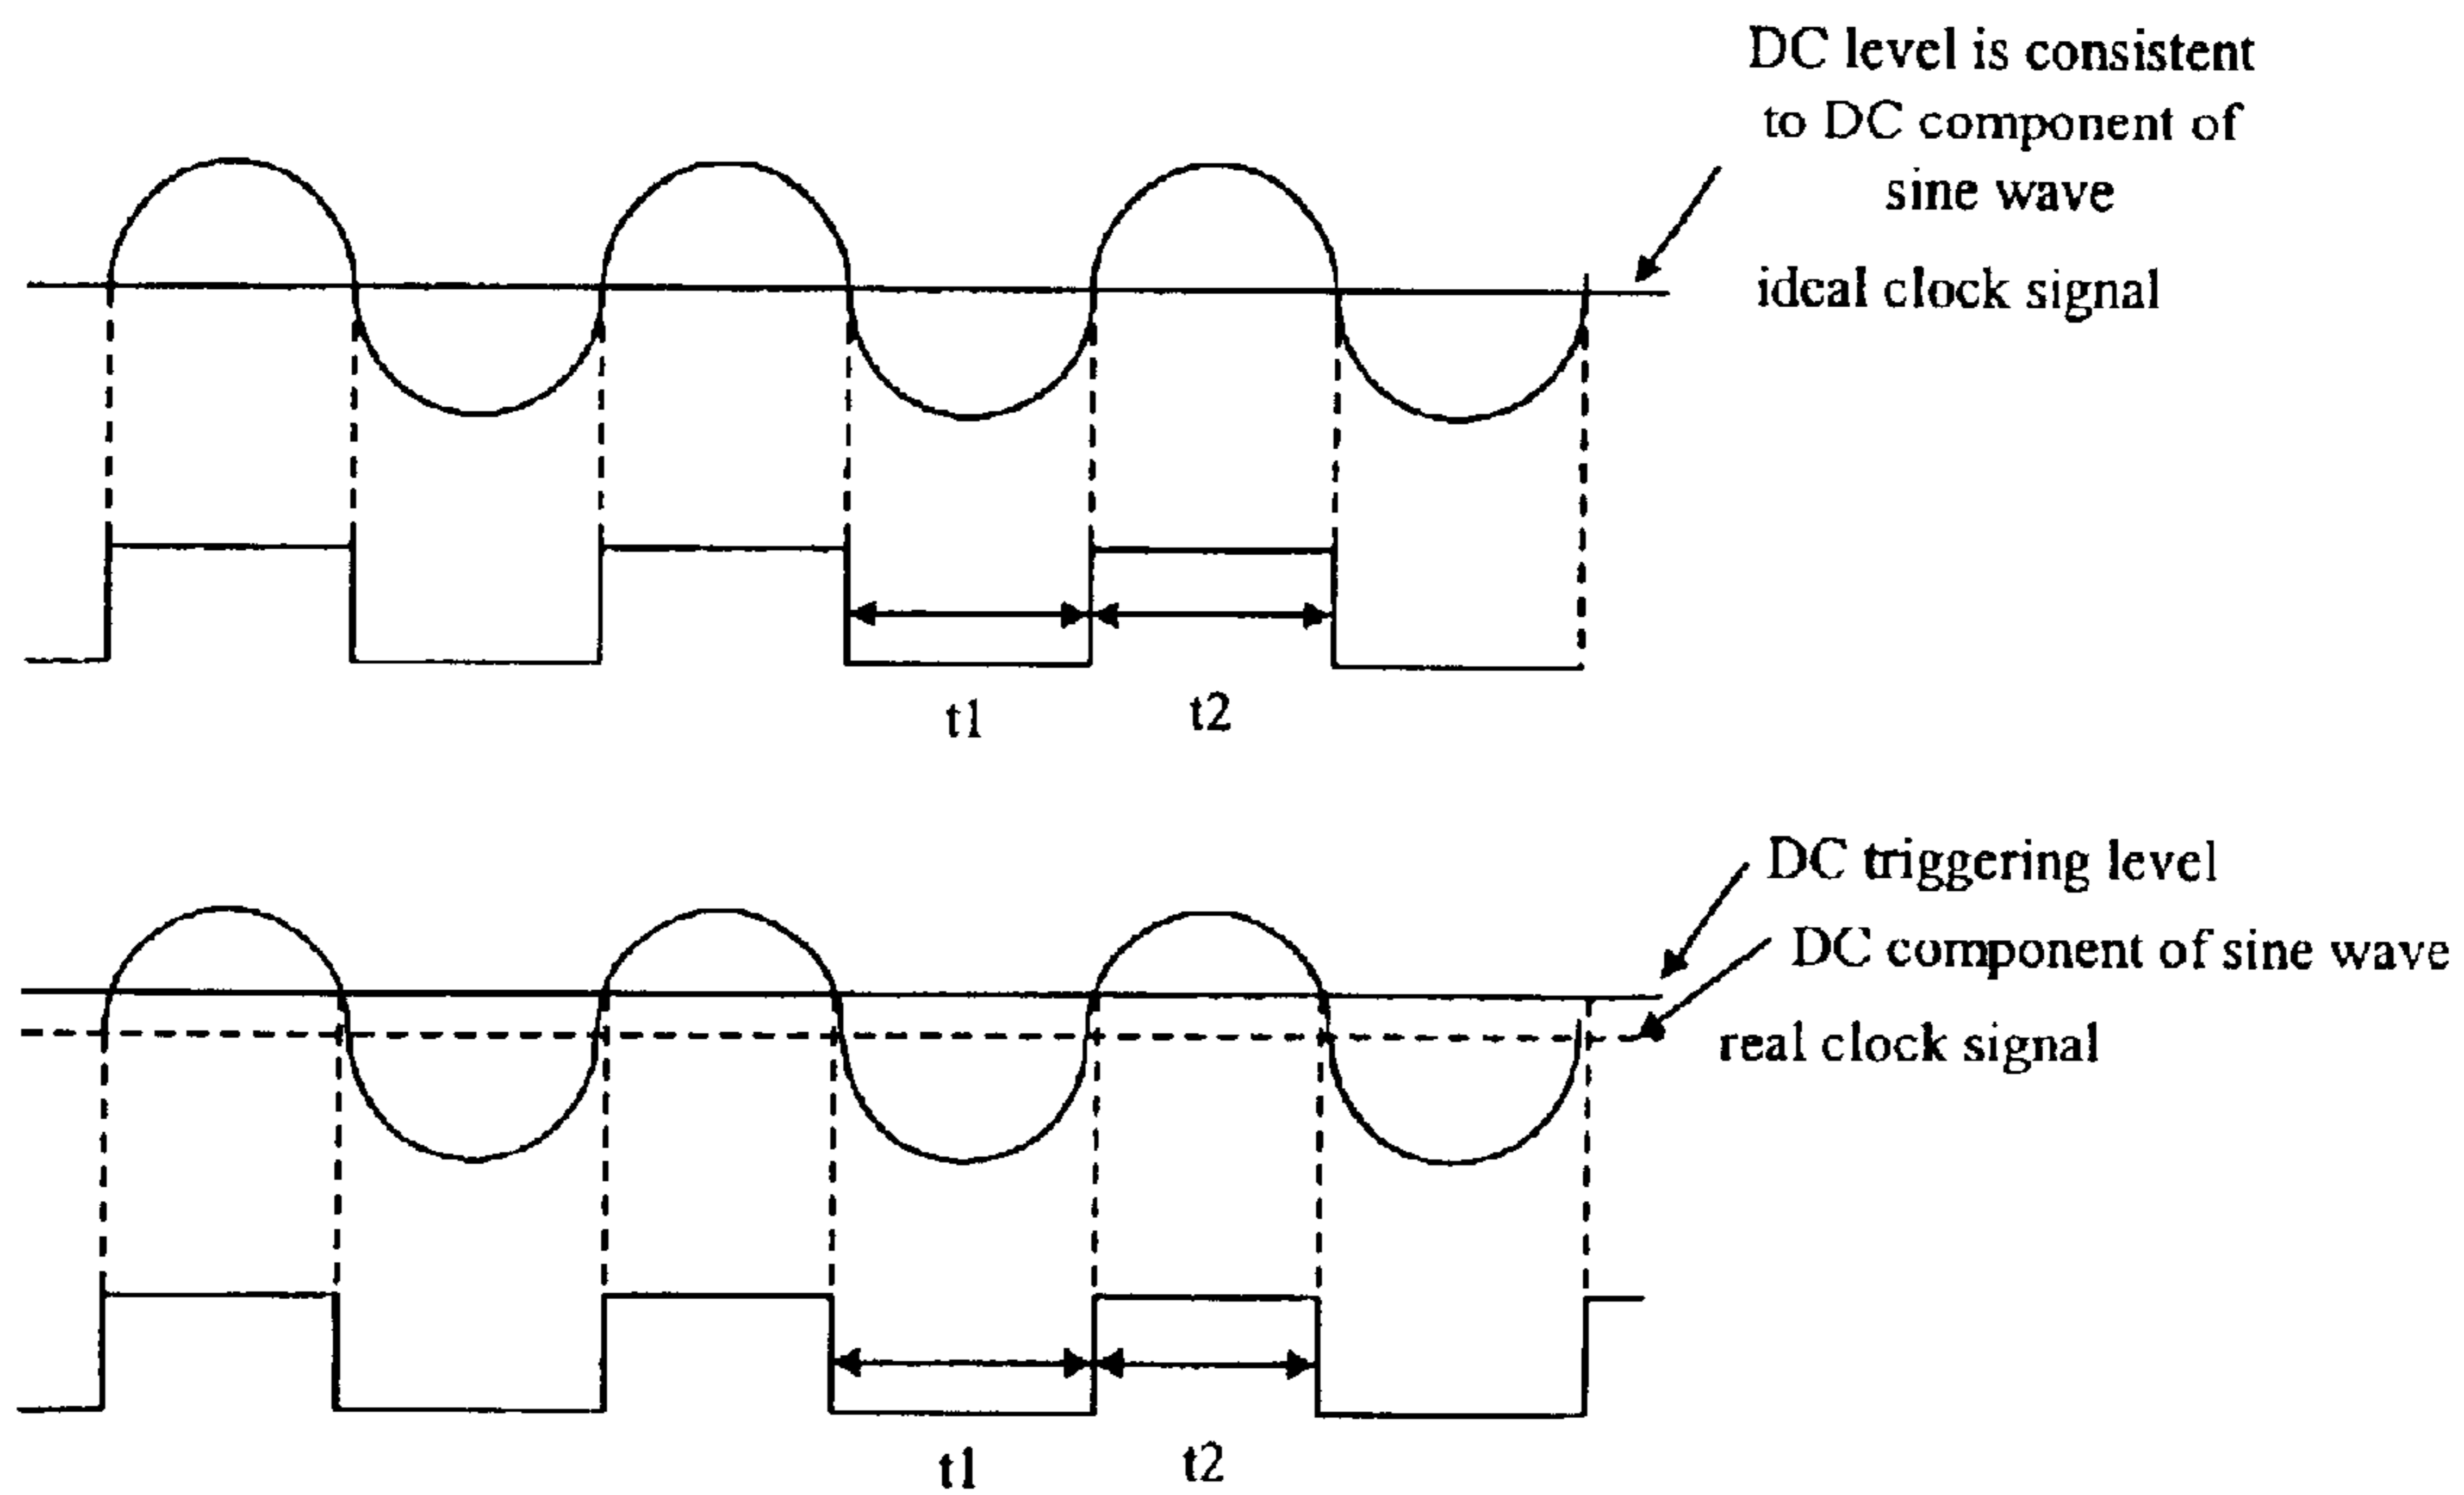 DC level is consistent
to DC component of
sine wave
ideal clock signal
t1
t2
DC triggering level
DC component of sine wave
real clock signal
t1
t2